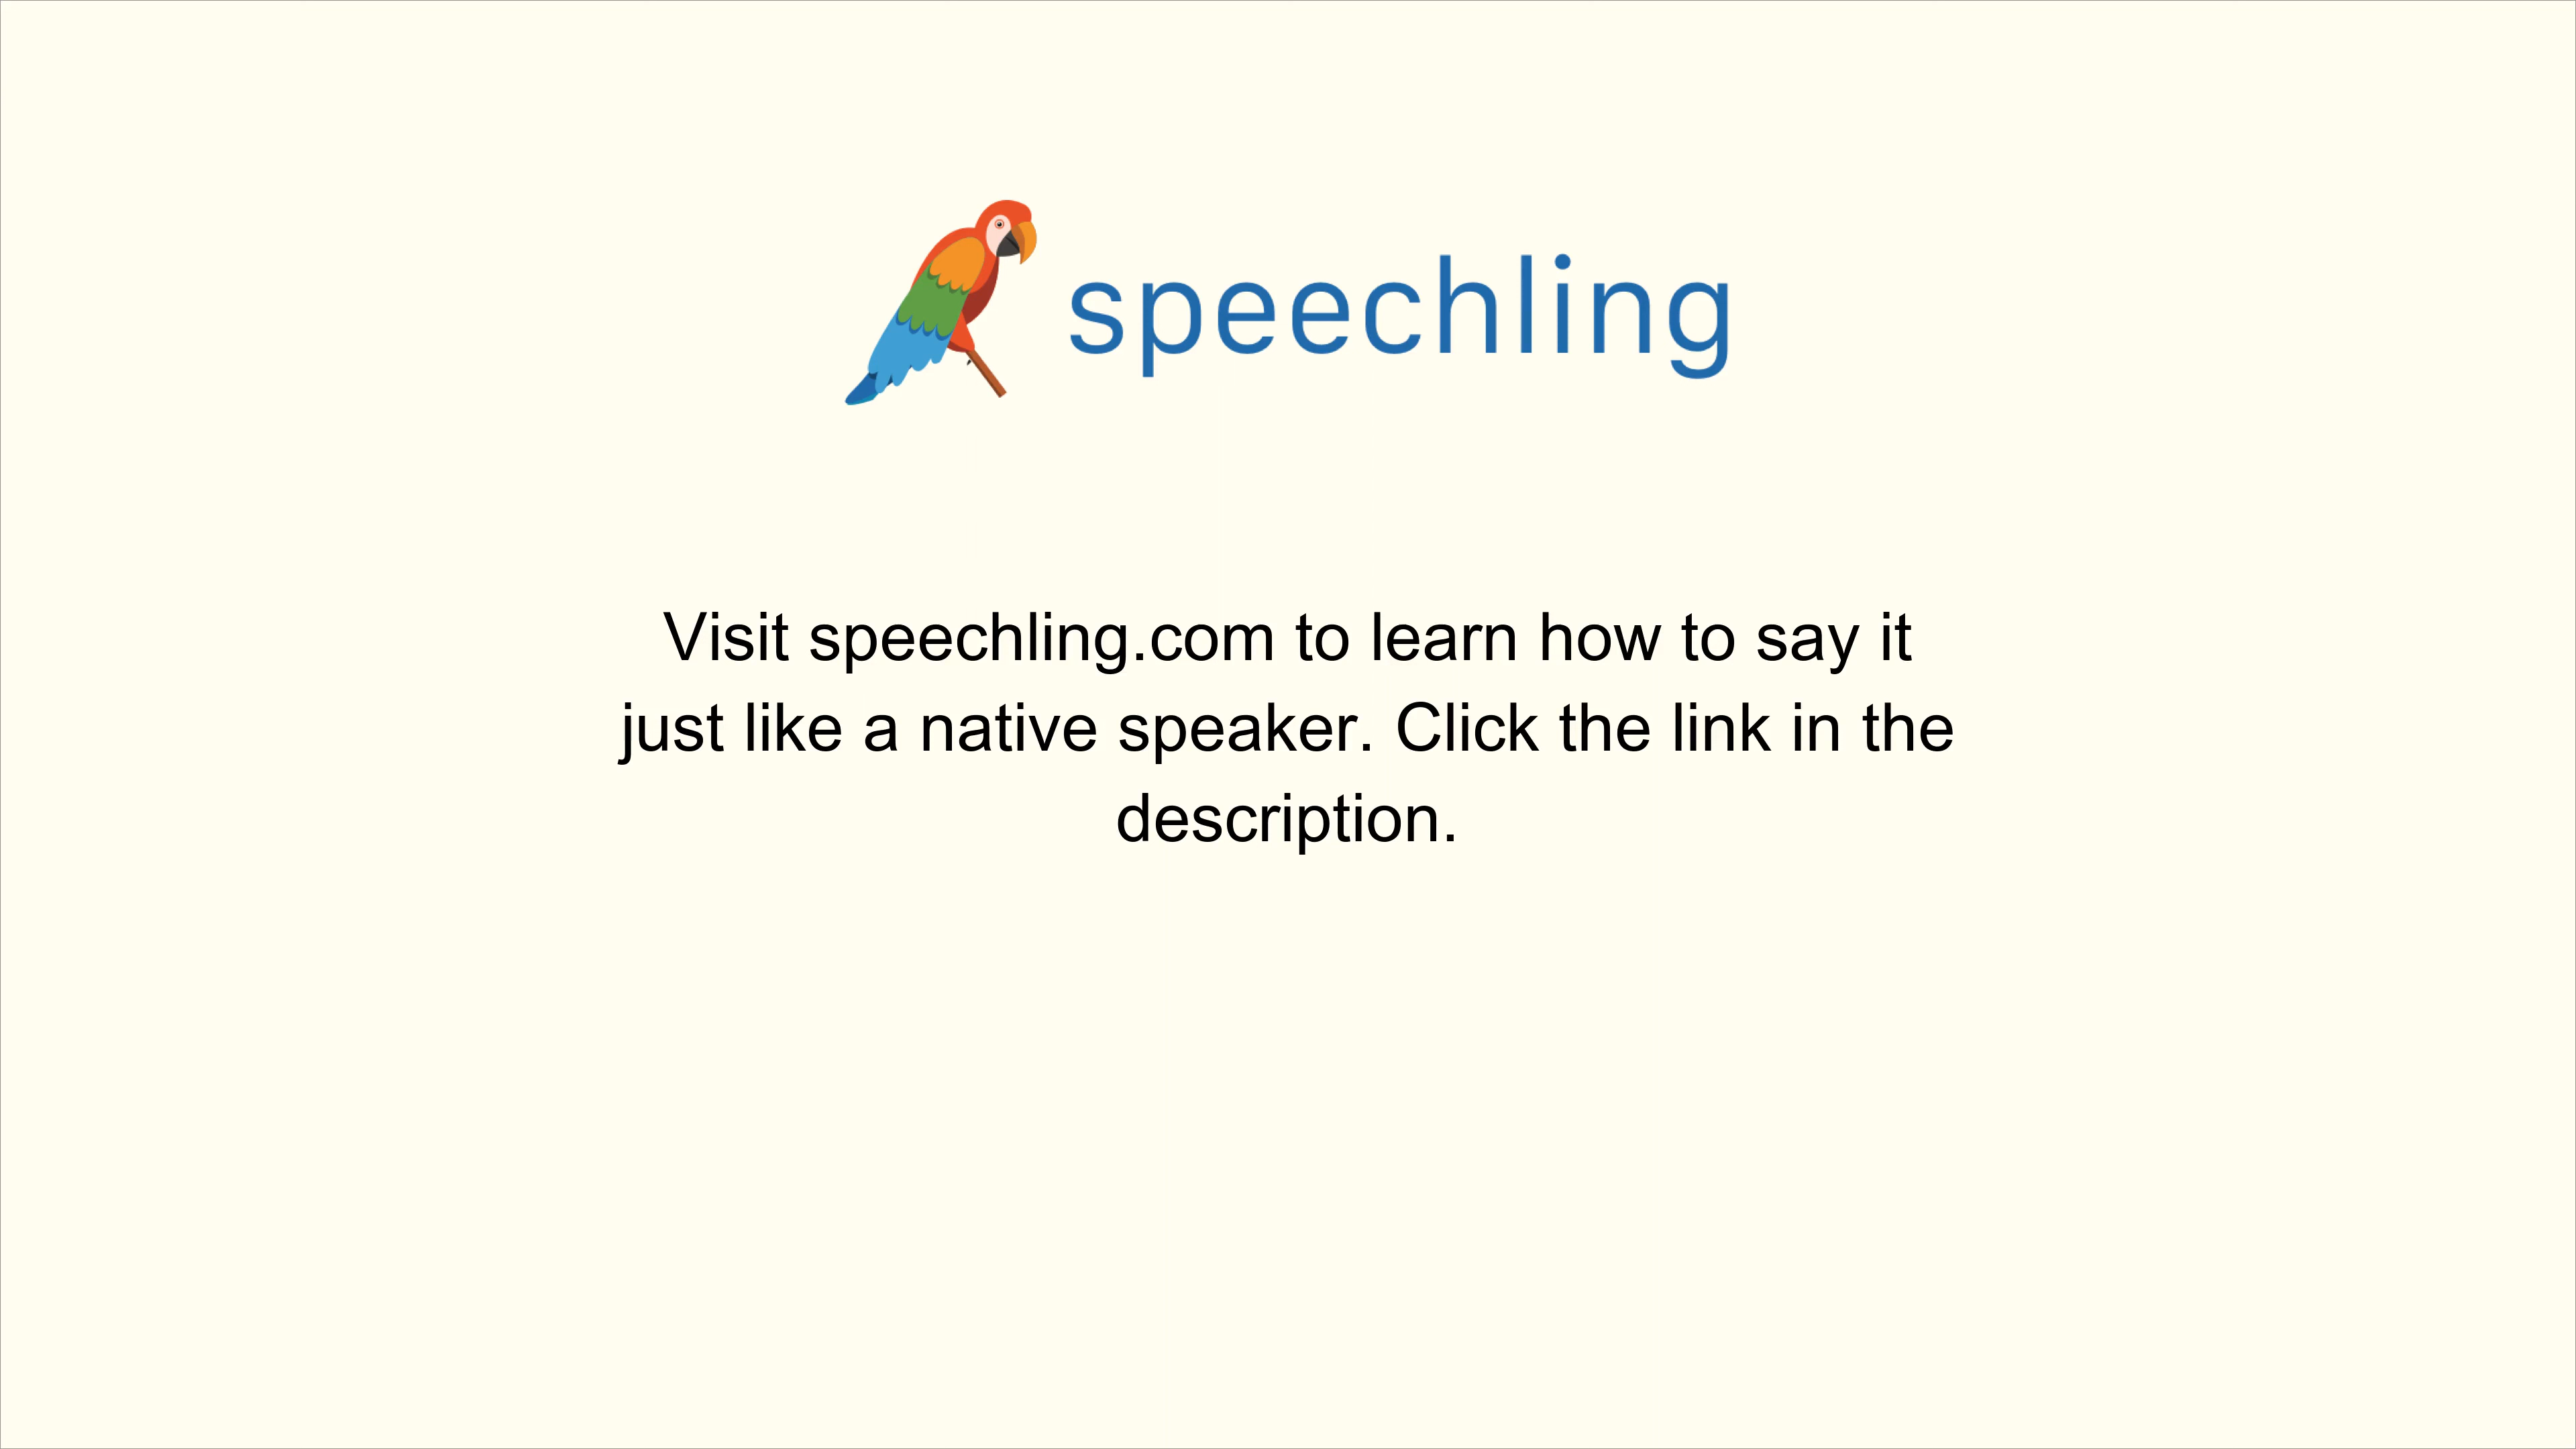 speechling
Visit speechling.com to learn how to say it
just like a native speaker. Click the link in the
description.